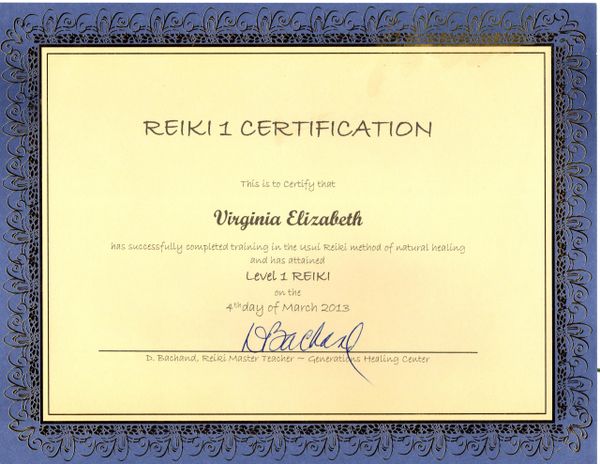 REIKI 1 CERTIFICATION
This is to Certify that
Virginia Elizabeth
has successfully completed training in the Usui Reiki method of natural healing
and has attained
Level 1 REIKI
on the
4th day of March 2013
D Bachand
D. Bachand, Reiki Master Teacher ~ Generations Healing Center